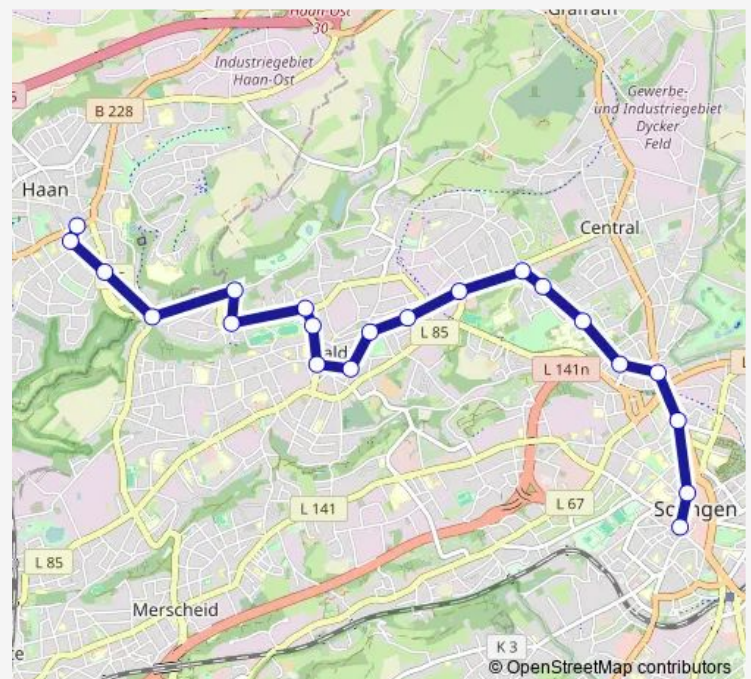 Haan-Ost
30
Gräfrath
Industriegebiet
Haan-Ost
B 228
Gewerbe-
und Industriegebiet
Dycker
Feld
Haan
Central
L 85
L 141n
L 141
L 67
L 85
Merscheid
K 3
© OpenStreetMap contributors